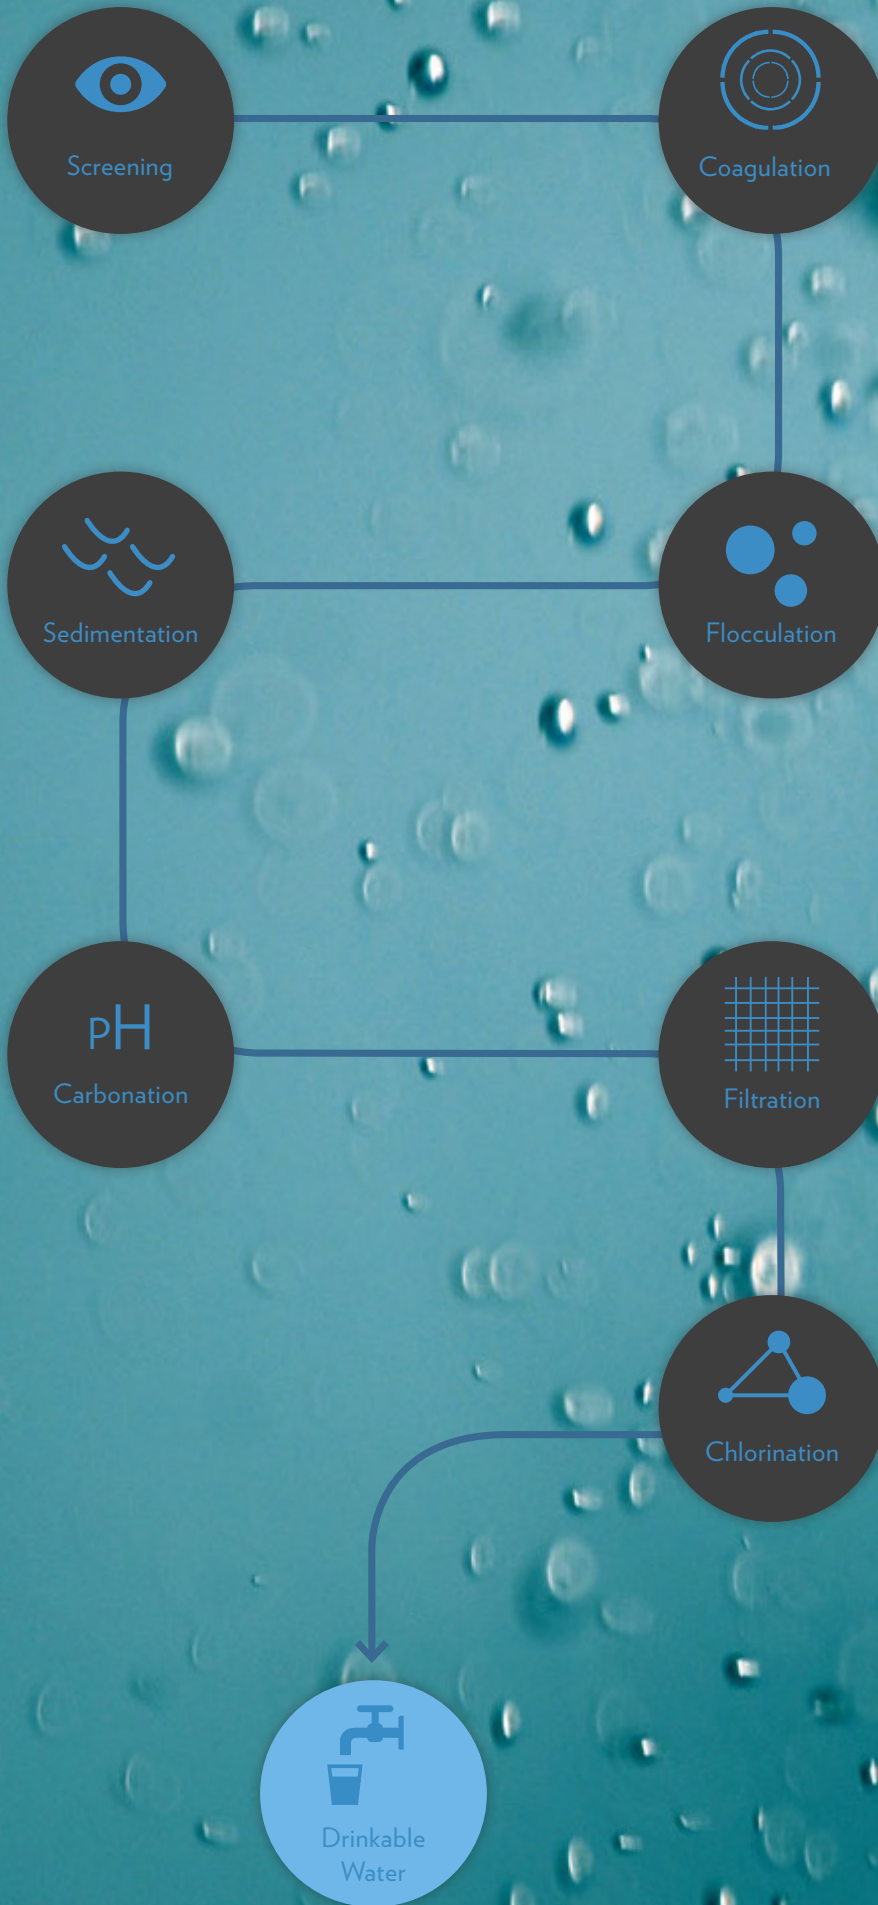 Screening
Coagulation
Sedimentation
Flocculation
pH
Carbonation
Filtration
Chlorination
Drinkable
Water